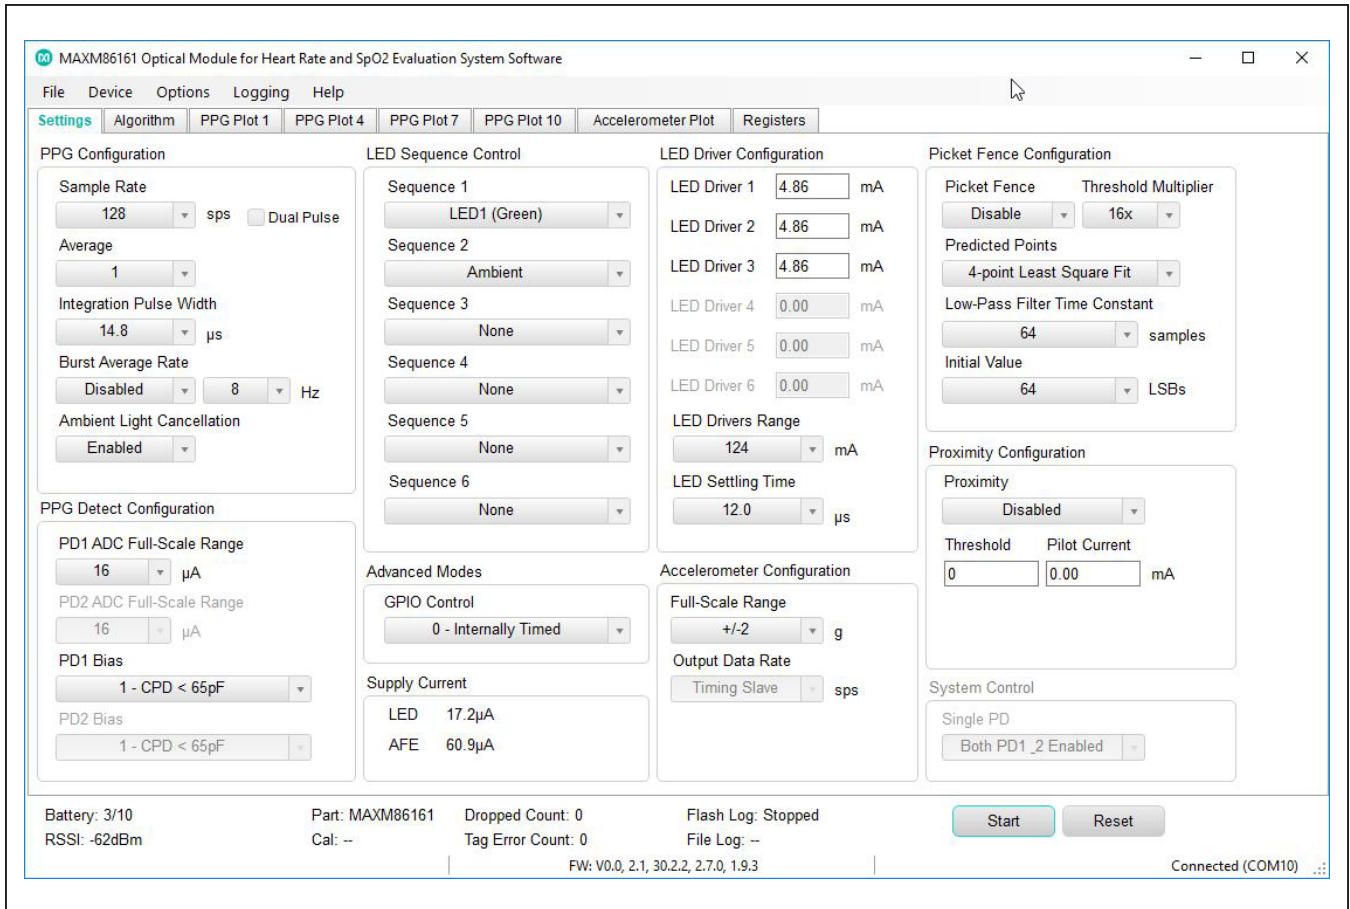 MAXM86161 Optical Module for Heart Rate and SpO2 Evaluation System Software
File Device Options Logging Help
Settings Algorithm PPG Plot 1 PPG Plot 4 PPG Plot 7 PPG Plot 10 Accelerometer Plot Registers
PPG Configuration
Sample Rate
128 sps Dual Pulse
Average
1
Integration Pulse Width
14.8 µs
Burst Average Rate
Disabled 8 Hz
Ambient Light Cancellation
Enabled
PPG Detect Configuration
PD1 ADC Full-Scale Range
16 µA
PD2 ADC Full-Scale Range
16 µA
PD1 Bias
1 - CPD < 65pF
PD2 Bias
1 - CPD < 65pF
LED Sequence Control
Sequence 1
LED1 (Green)
Sequence 2
Ambient
Sequence 3
None
Sequence 4
None
Sequence 5
None
Sequence 6
None
Advanced Modes
GPIO Control
0 - Internally Timed
Supply Current
LED 17.2µA
AFE 60.9µA
LED Driver Configuration
LED Driver 1 4.86 mA
LED Driver 2 4.86 mA
LED Driver 3 4.86 mA
LED Driver 4 0.00 mA
LED Driver 5 0.00 mA
LED Driver 6 0.00 mA
LED Drivers Range
124 mA
LED Settling Time
12.0 µs
Accelerometer Configuration
Full-Scale Range
+/-2 g
Output Data Rate
Timing Slave sps
Picket Fence Configuration
Picket Fence Threshold Multiplier
Disable 16x
Predicted Points
4-point Least Square Fit
Low-Pass Filter Time Constant
64 samples
Initial Value
64 LSBs
Proximity Configuration
Proximity
Disabled
Threshold Pilot Current
0 0.00 mA
System Control
Single PD
Both PD1_2 Enabled
Battery: 3/10 Part: MAXM86161 Dropped Count: 0 Flash Log: Stopped Start Reset
RSSI: -62dBm Cal: -- Tag Error Count: 0 File Log: --
FW: V0.0, 2.1, 30.2.2, 2.7.0, 1.9.3 Connected (COM10)